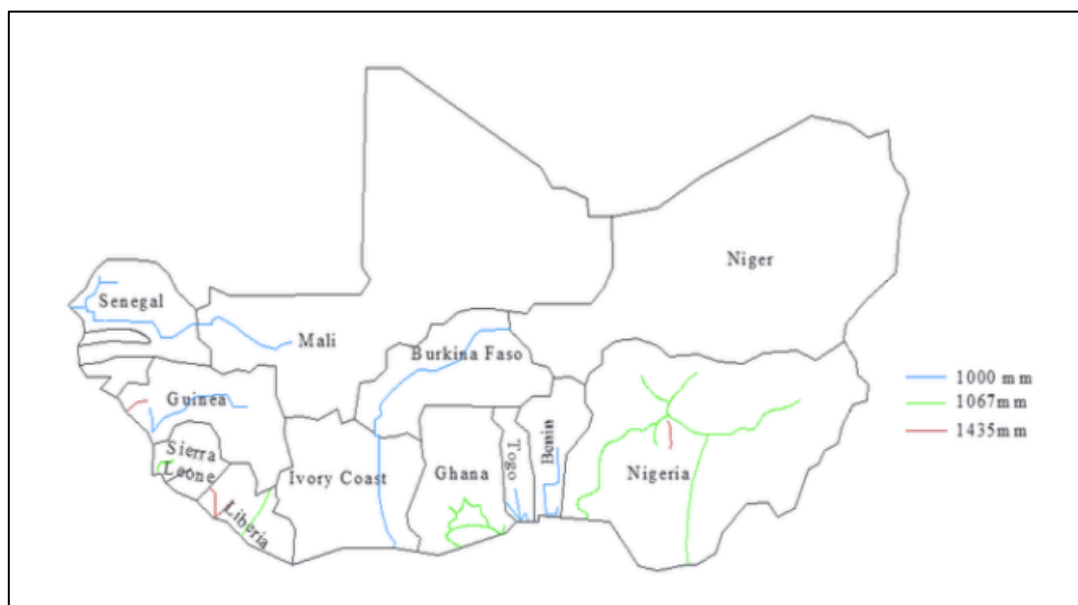 Niger
Senegal
Mali
Burkina Faso
1000 mm
Guinea
1067mm
1435mm
Sierra
Leone
Ivory Coast
Ghana
Togo
Benin
Nigeria
Liberia